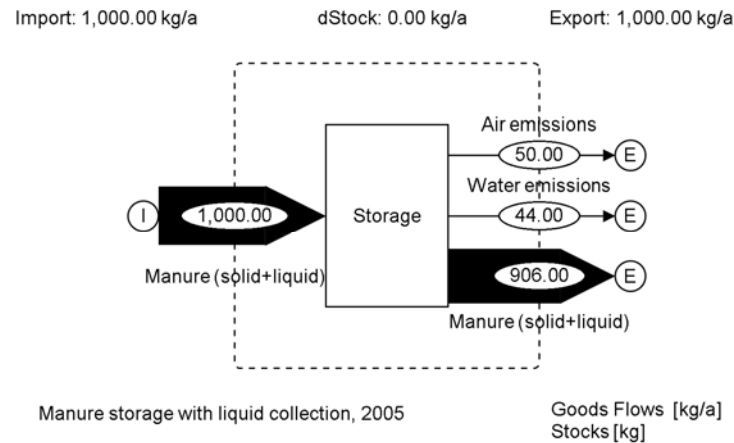 Import: 1,000.00 kg/a dStock: 0.00 kg/a Export: 1,000.00 kg/a
Air emissions
50.00 E
Water emissions
I 1,000.00 Storage 44.00 E
Manure (solid+liquid) 906.00 E
Manure (solid+liquid)
Manure storage with liquid collection, 2005
Goods Flows [kg/a]
Stocks [kg]